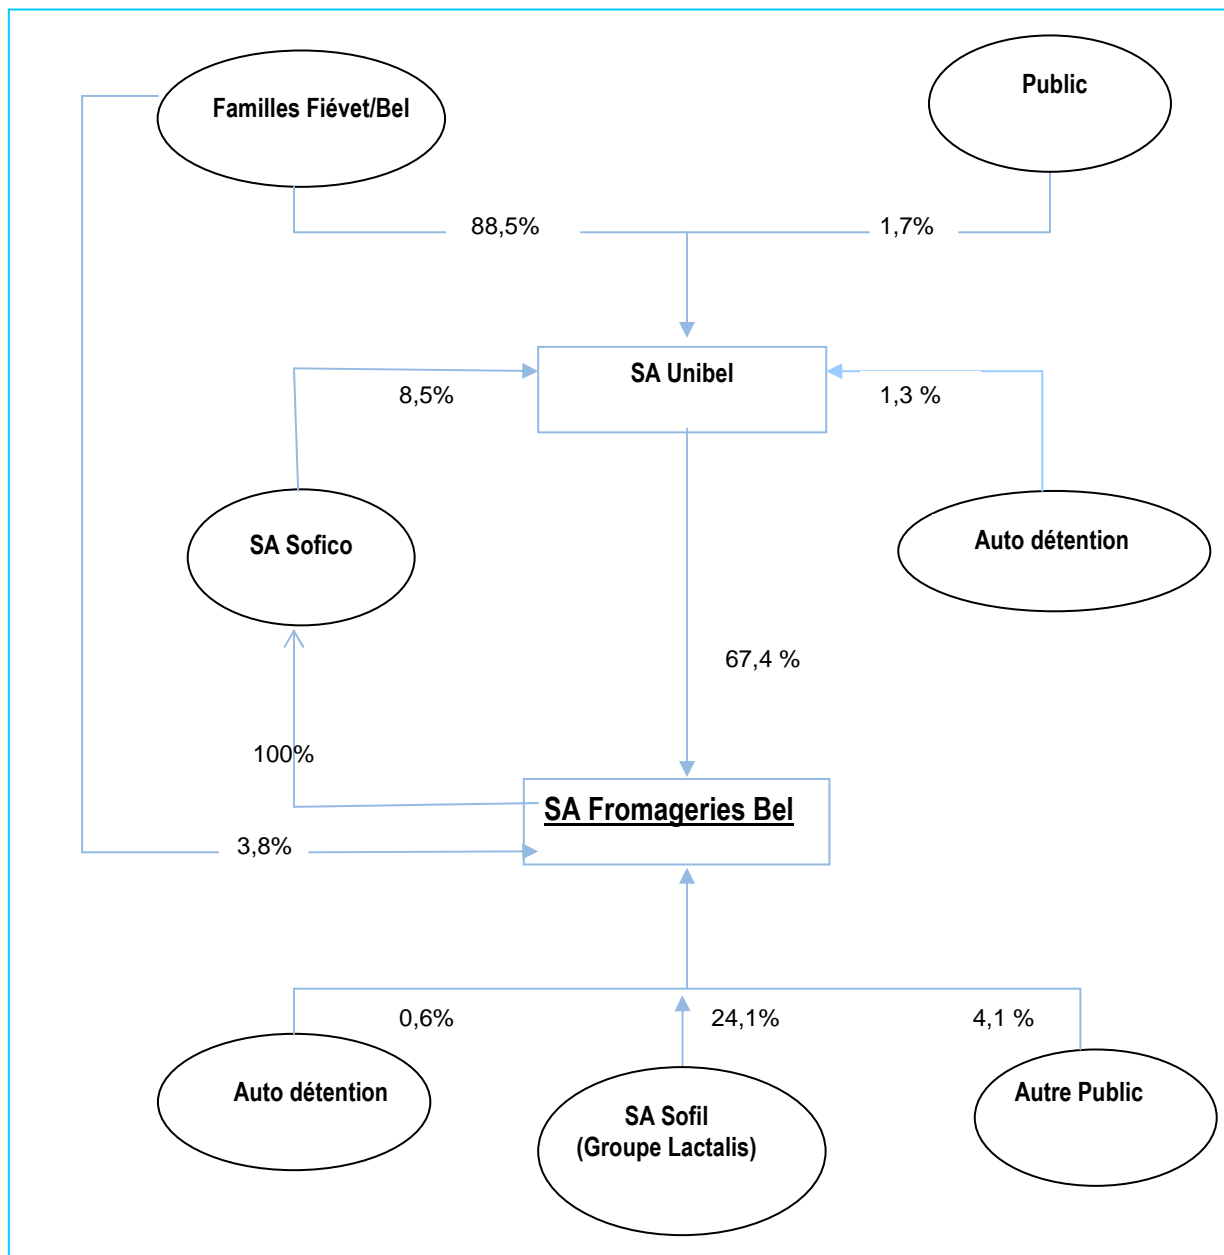 Familles Fiévet/Bel
Public
88,5%
1,7%
SA Unibel
8,5%
1,3 %
SA Sofico
Auto détention
67,4 %
100%
SA Fromageries Bel
3,8%
0,6%
24,1%
4,1 %
Auto détention
SA Sofil
(Groupe Lactalis)
Autre Public